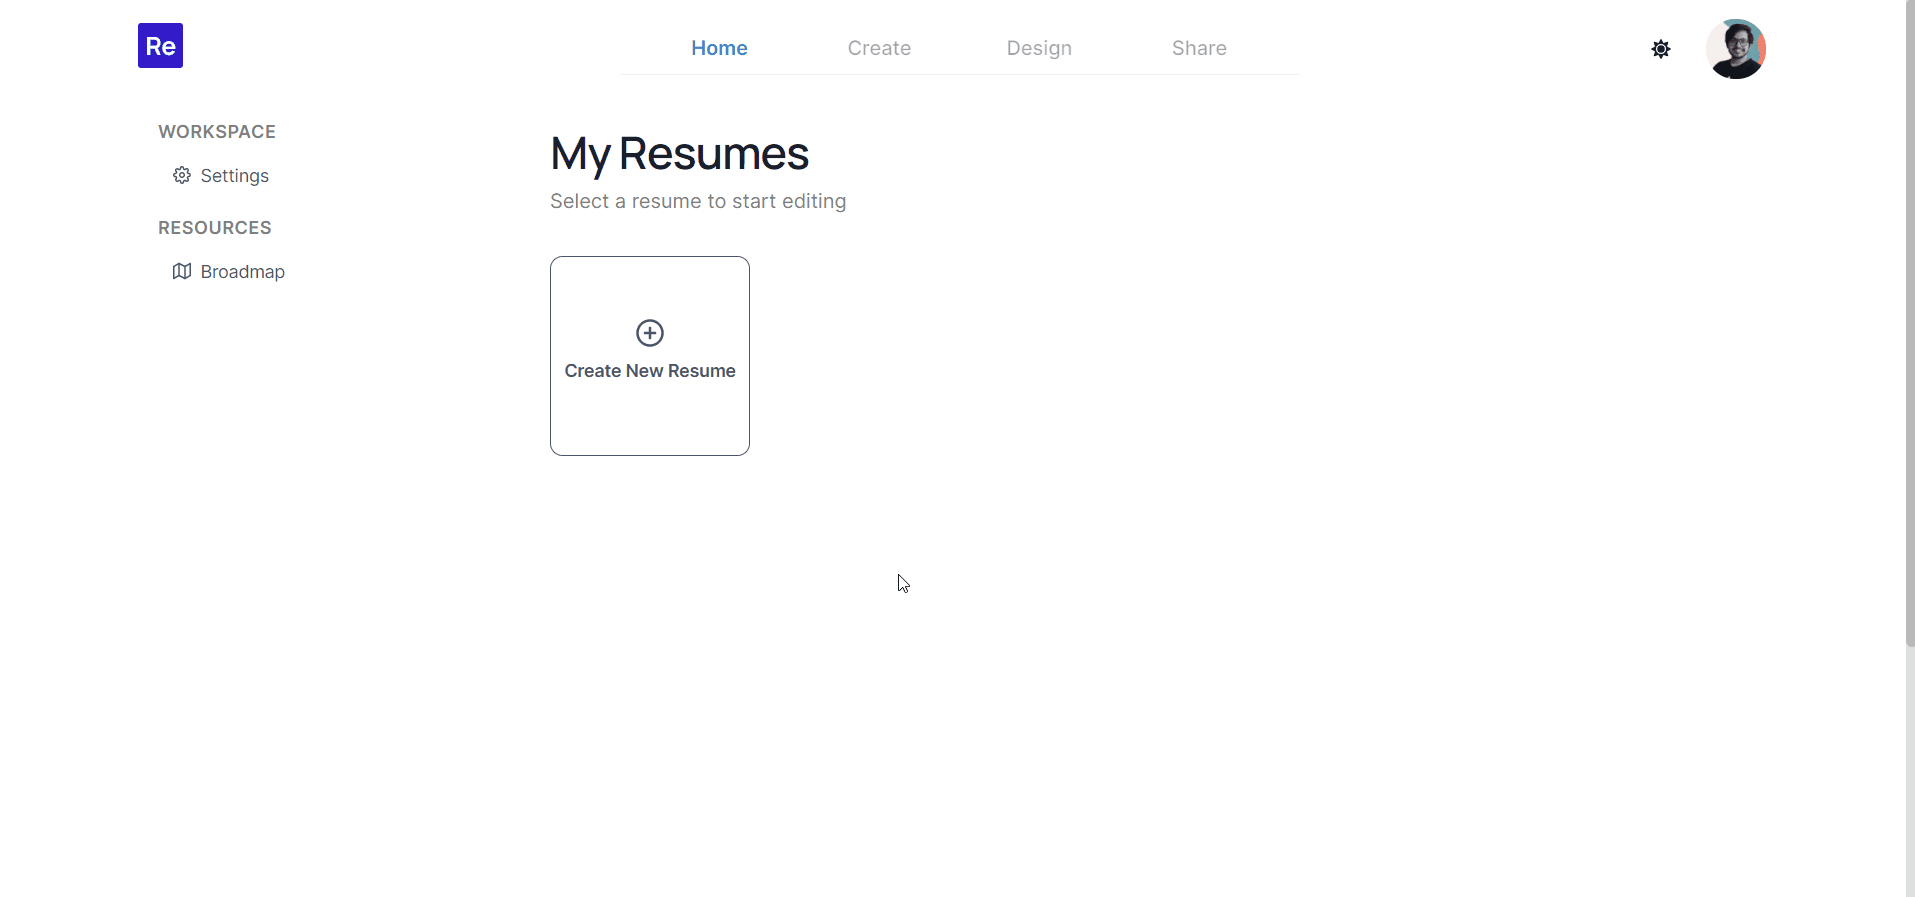 Re
Home
Create
Design
Share
WORKSPACE
Settings
RESOURCES
Broadmap
My Resumes
Select a resume to start editing
Create New Resume